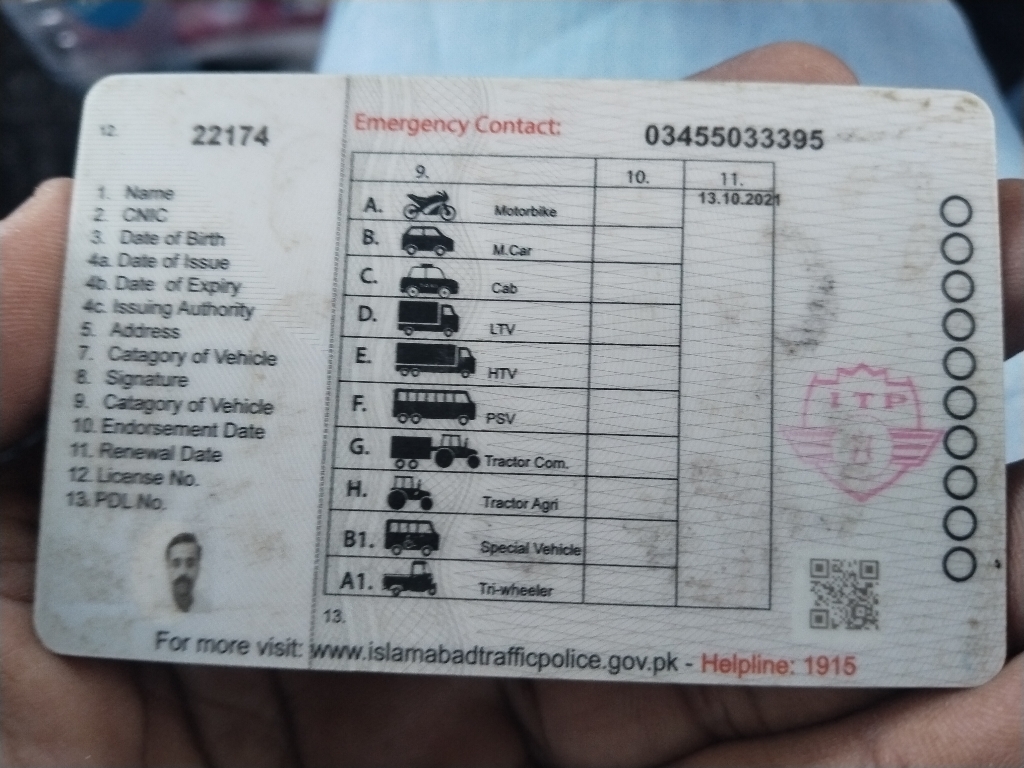 12. 22174
Emergency Contact: 03455033395
1. Name
2. CNIC
3. Date of Birth
4a. Date of Issue
4b. Date of Expiry
4c. Issuing Authority
5. Address
7. Catagory of Vehicle
8. Signature
9. Catagory of Vehicle
10. Endorsement Date
11. Renewal Date
12. License No.
13. PDL No.
9. 10. 11.
13.10.2021
A. Motorbike
B. M.Car
C. Cab
D. LTV
E. HTV
F. PSV
G. Tractor Com.
H. Tractor Agri
B1. Special Vehicle
A1. Tri-wheeler
13.
ITP
For more visit: www.islamabadtrafficpolice.gov.pk - Helpline: 1915